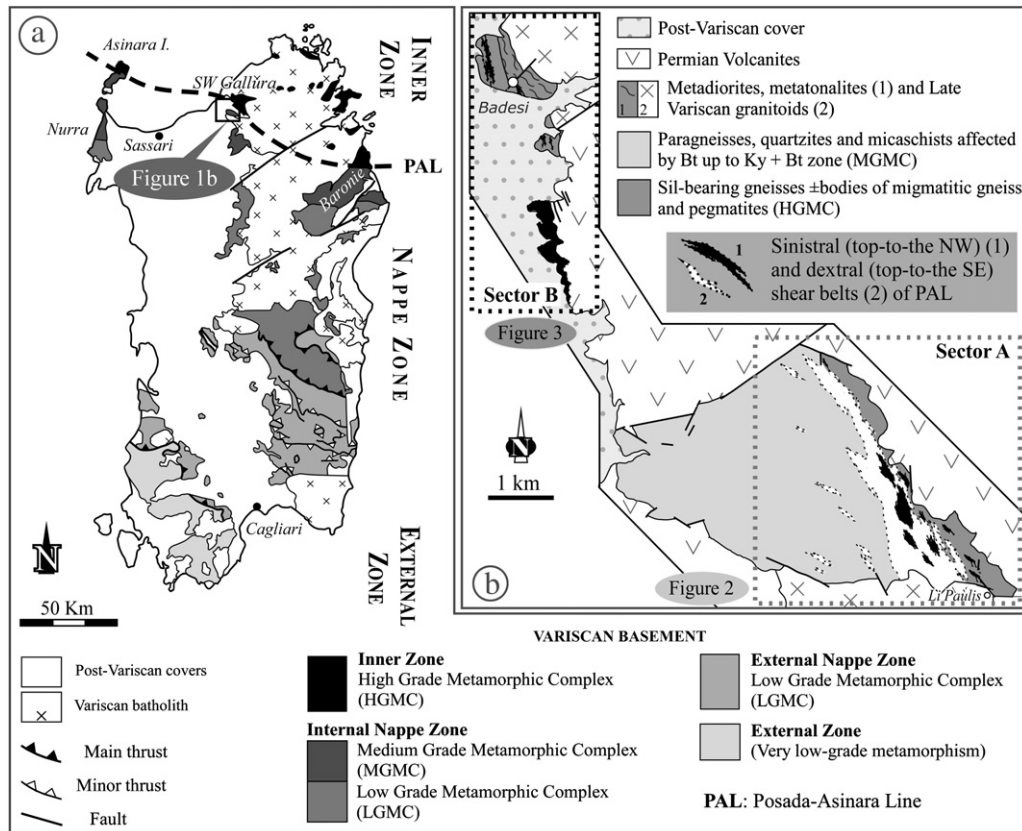 a
Asinara I.
SW Gallura
INNER
ZONE
Nurra
Sassari
Figure 1b
PAL
Baronie
NAPPE ZONE
Cagliari
EXTERNAL
ZONE
N
50 Km
b
Badesi
Sector B
Figure 3
N
1 km
Figure 2
Sector A
Li Paulis
Post-Variscan cover
Permian Volcanites
1
2
Metadiorites, metatonalites (1) and Late
Variscan granitoids (2)
Paragneisses, quartzites and micaschists affected
by Bt up to Ky + Bt zone (MGMC)
Sil-bearing gneisses ±bodies of migmatitic gneiss
and pegmatites (HGMC)
1
2
Sinistral (top-to-the NW) (1)
and dextral (top-to-the SE)
shear belts (2) of PAL
VARISCAN BASEMENT
Post-Variscan covers
Variscan batholith
Main thrust
Minor thrust
Fault
Inner Zone
High Grade Metamorphic Complex
(HGMC)
Internal Nappe Zone
Medium Grade Metamorphic Complex
(MGMC)
Low Grade Metamorphic Complex
(LGMC)
External Nappe Zone
Low Grade Metamorphic Complex
(LGMC)
External Zone
(Very low-grade metamorphism)
PAL: Posada-Asinara Line